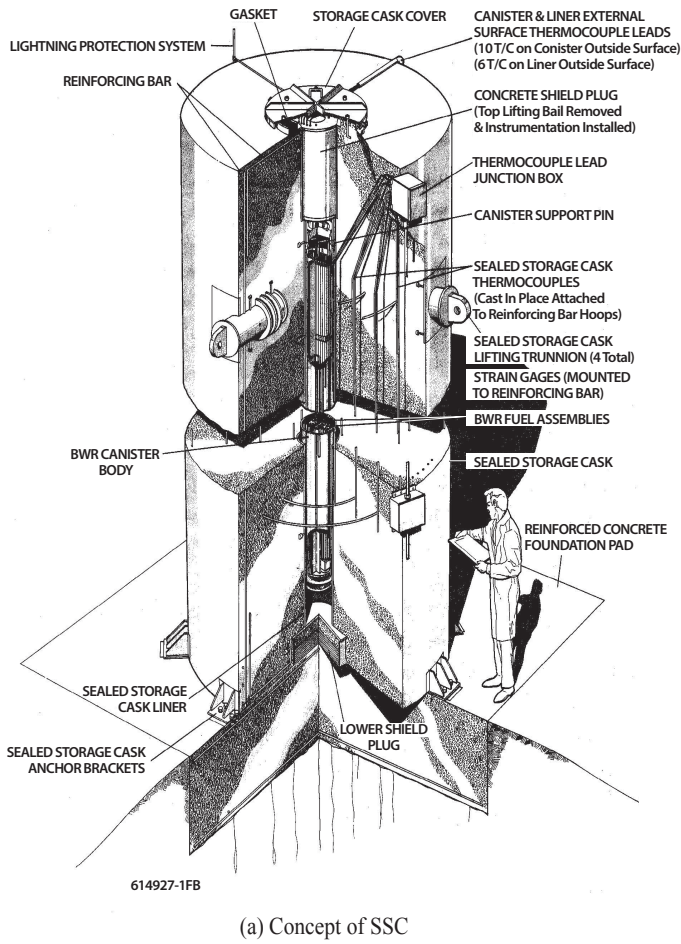 GASKET
STORAGE CASK COVER
CANISTER & LINER EXTERNAL
SURFACE THERMOCOUPLE LEADS
(10 T/C on Conister Outside Surface)
(6 T/C on Liner Outside Surface)
LIGHTNING PROTECTION SYSTEM
REINFORCING BAR
CONCRETE SHIELD PLUG
(Top Lifting Bail Removed
& Instrumentation Installed)
THERMOCOUPLE LEAD
JUNCTION BOX
CANISTER SUPPORT PIN
SEALED STORAGE CASK
THERMOCOUPLES
(Cast In Place Attached
To Reinforcing Bar Hoops)
SEALED STORAGE CASK
LIFTING TRUNNION (4 Total)
STRAIN GAGES (MOUNTED
TO REINFORCING BAR)
BWR FUEL ASSEMBLIES
BWR CANISTER
BODY
SEALED STORAGE CASK
REINFORCED CONCRETE
FOUNDATION PAD
SEALED STORAGE
CASK LINER
LOWER SHIELD
PLUG
SEALED STORAGE CASK
ANCHOR BRACKETS
614927-1FB
(a) Concept of SSC